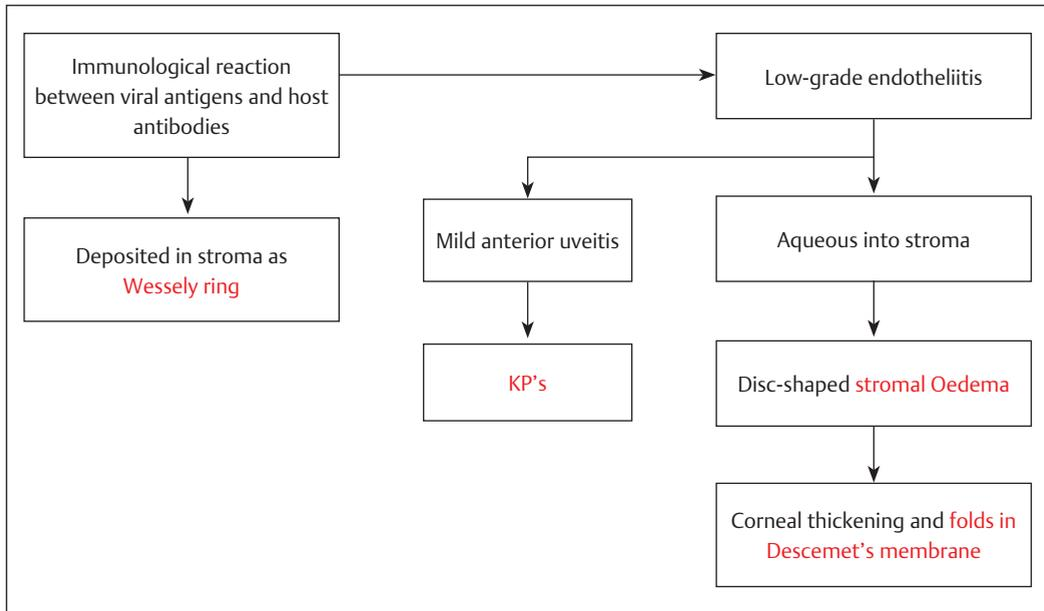 Immunological reaction
between viral antigens and host
antibodies
Low-grade endotheliitis
Deposited in stroma as
Wessely ring
Mild anterior uveitis
Aqueous into stroma
KP's
Disc-shaped stromal Oedema
Corneal thickening and folds in
Descemet's membrane